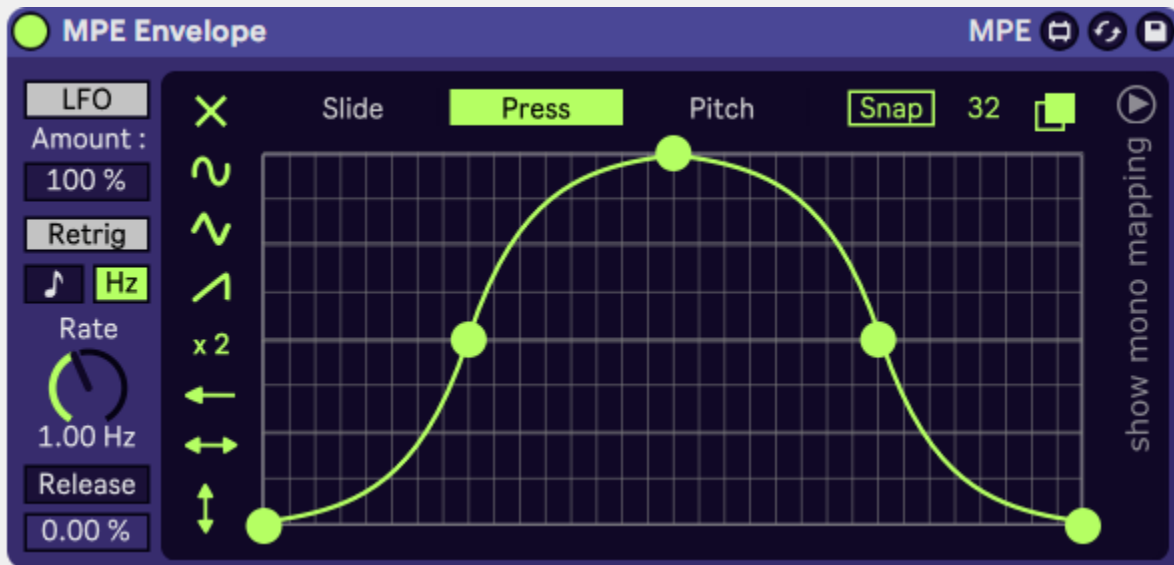 MPE Envelope
MPE
LFO
Amount :
100 %
Retrig
Hz
Rate
1.00 Hz
Release
0.00 %
x 2
Slide
Press
Pitch
Snap
32
show mono mapping